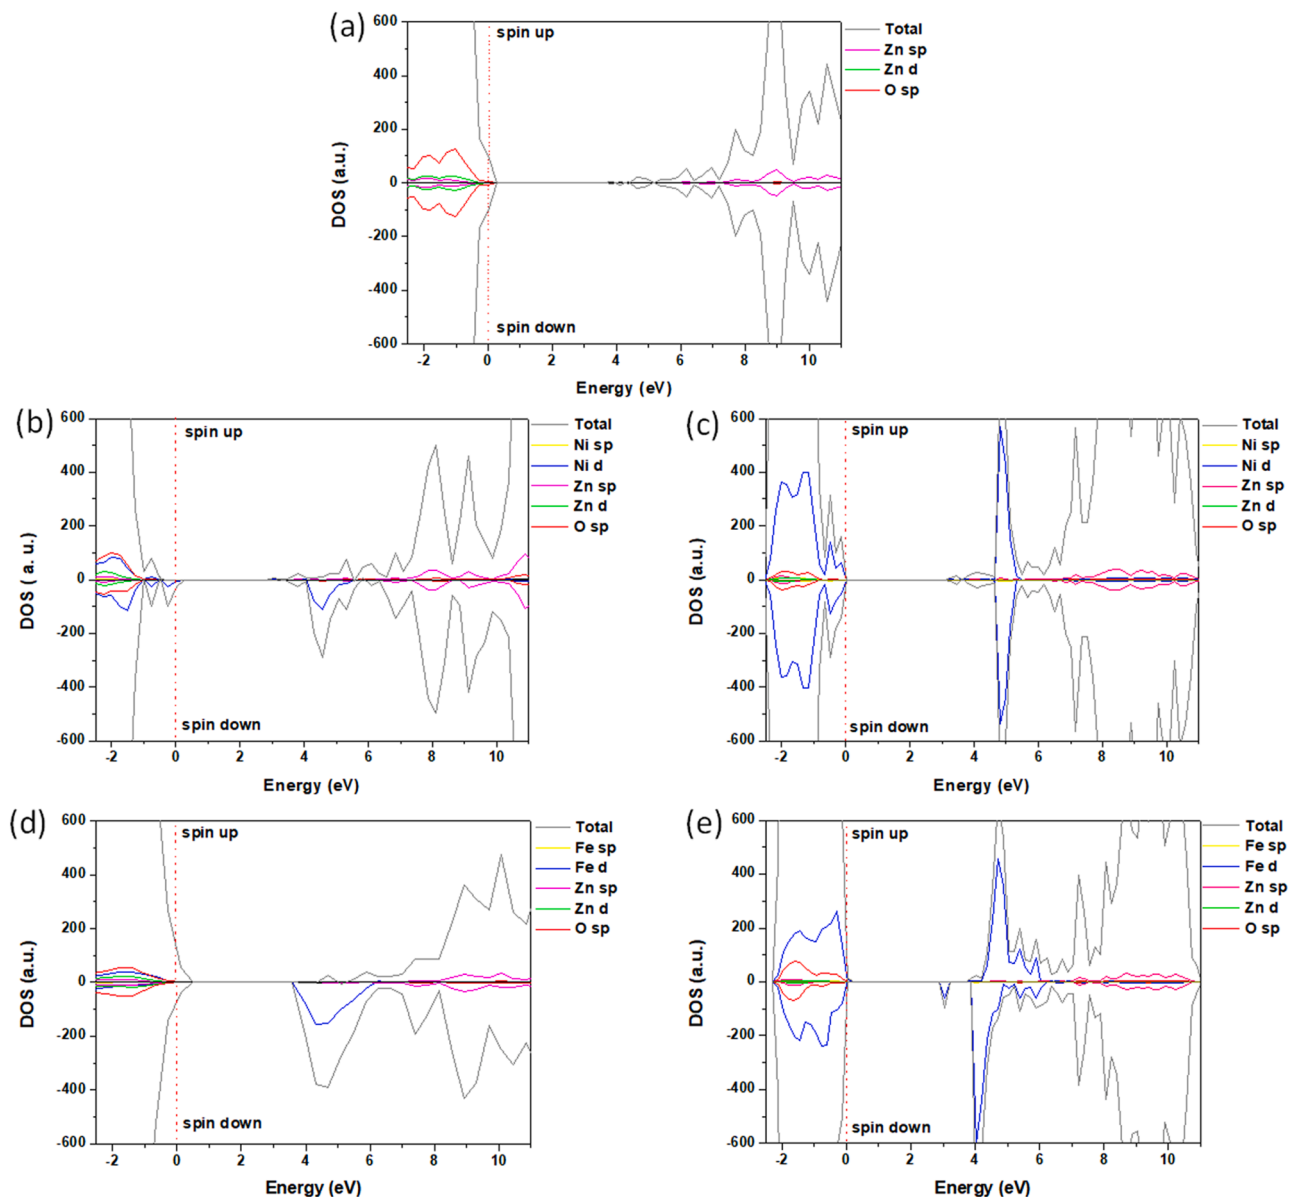 (a)
600
400
200
0
-200
-400
-600
DOS (a.u.)
spin up
spin down
Total
Zn sp
Zn d
O sp
-2 0 2 4 6 8 10
Energy (eV)
(b)
600
400
200
0
-200
-400
-600
DOS ( a. u.)
spin up
spin down
Total
Ni sp
Ni d
Zn sp
Zn d
O sp
-2 0 2 4 6 8 10
Energy (eV)
(c)
600
400
200
0
-200
-400
-600
DOS (a.u.)
spin up
spin down
Total
Ni sp
Ni d
Zn sp
Zn d
O sp
-2 0 2 4 6 8 10
Energy (eV)
(d)
600
400
200
0
-200
-400
-600
DOS (a.u.)
spin up
spin down
Total
Fe sp
Fe d
Zn sp
Zn d
O sp
-2 0 2 4 6 8 10
Energy (eV)
(e)
600
400
200
0
-200
-400
-600
DOS (a.u.)
spin up
spin down
Total
Fe sp
Fe d
Zn sp
Zn d
O sp
-2 0 2 4 6 8 10
Energy (eV)